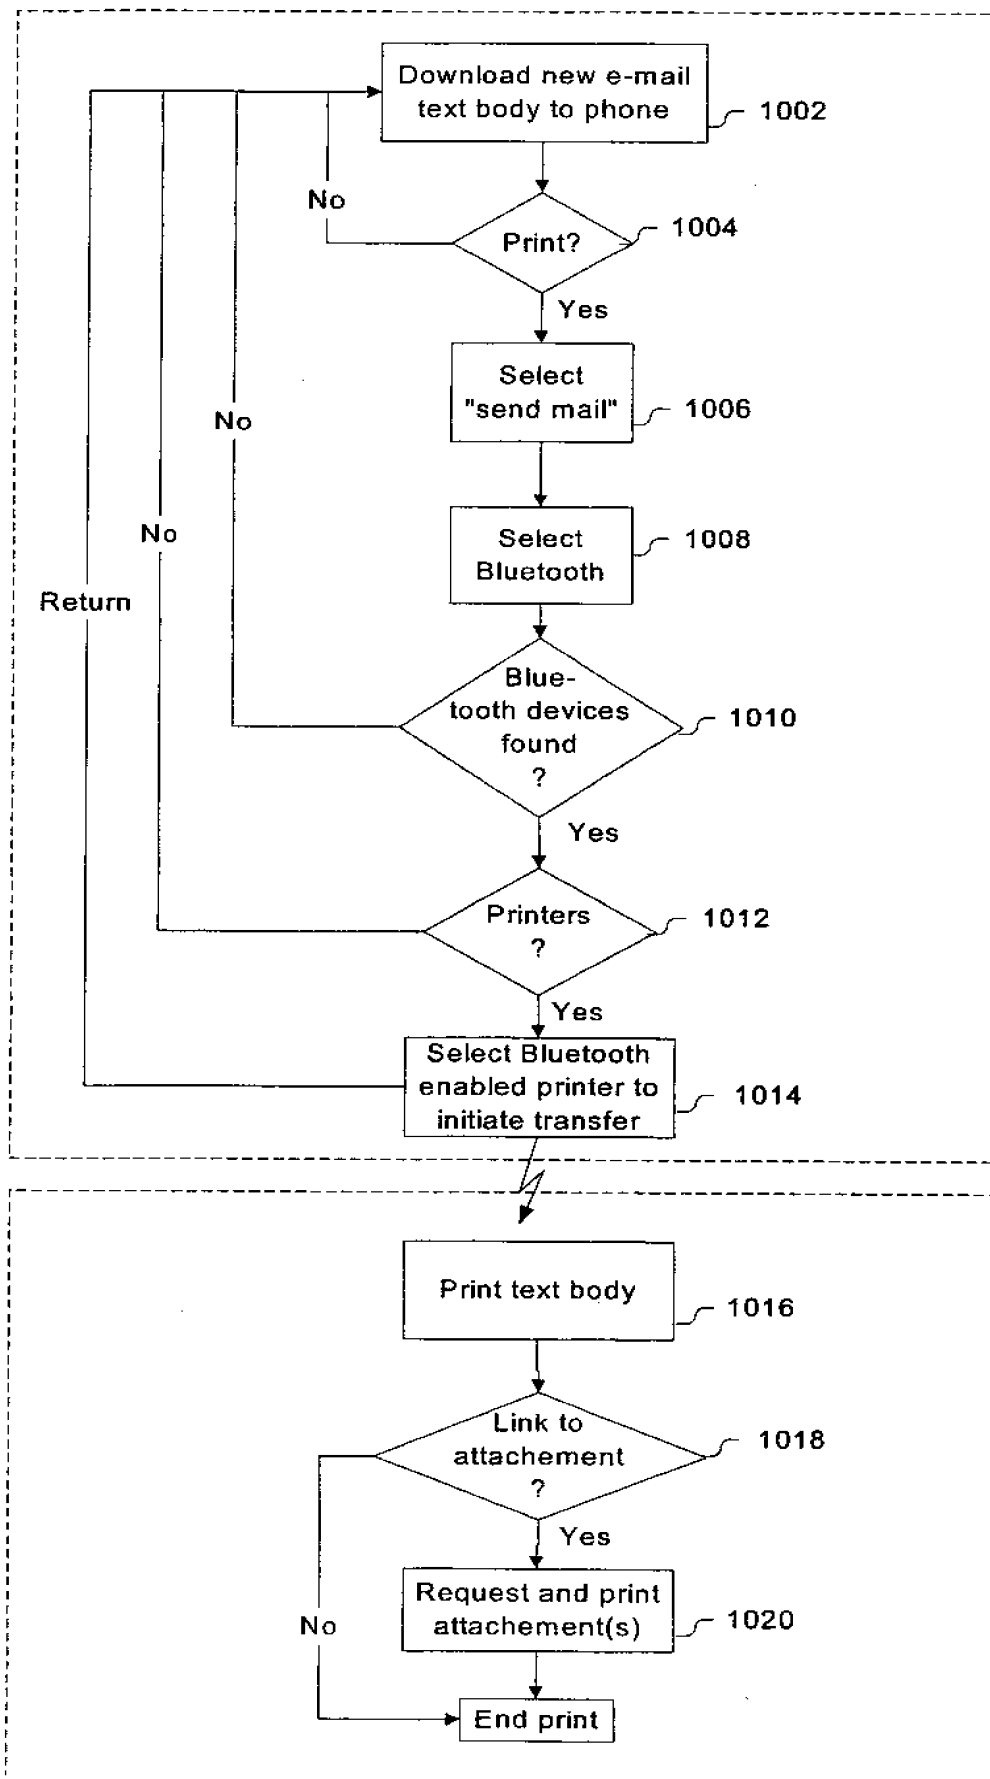 Download new e-mail
text body to phone
1002
No
Print?
1004
Yes
Select
"send mail"
1006
No
Select
Bluetooth
1008
No
Return
Blue-
tooth devices
found
?
1010
Yes
Printers
?
1012
Yes
Select Bluetooth
enabled printer to
initiate transfer
1014
Print text body
1016
Link to
attachement
?
1018
Yes
Request and print
attachement(s)
1020
No
End print